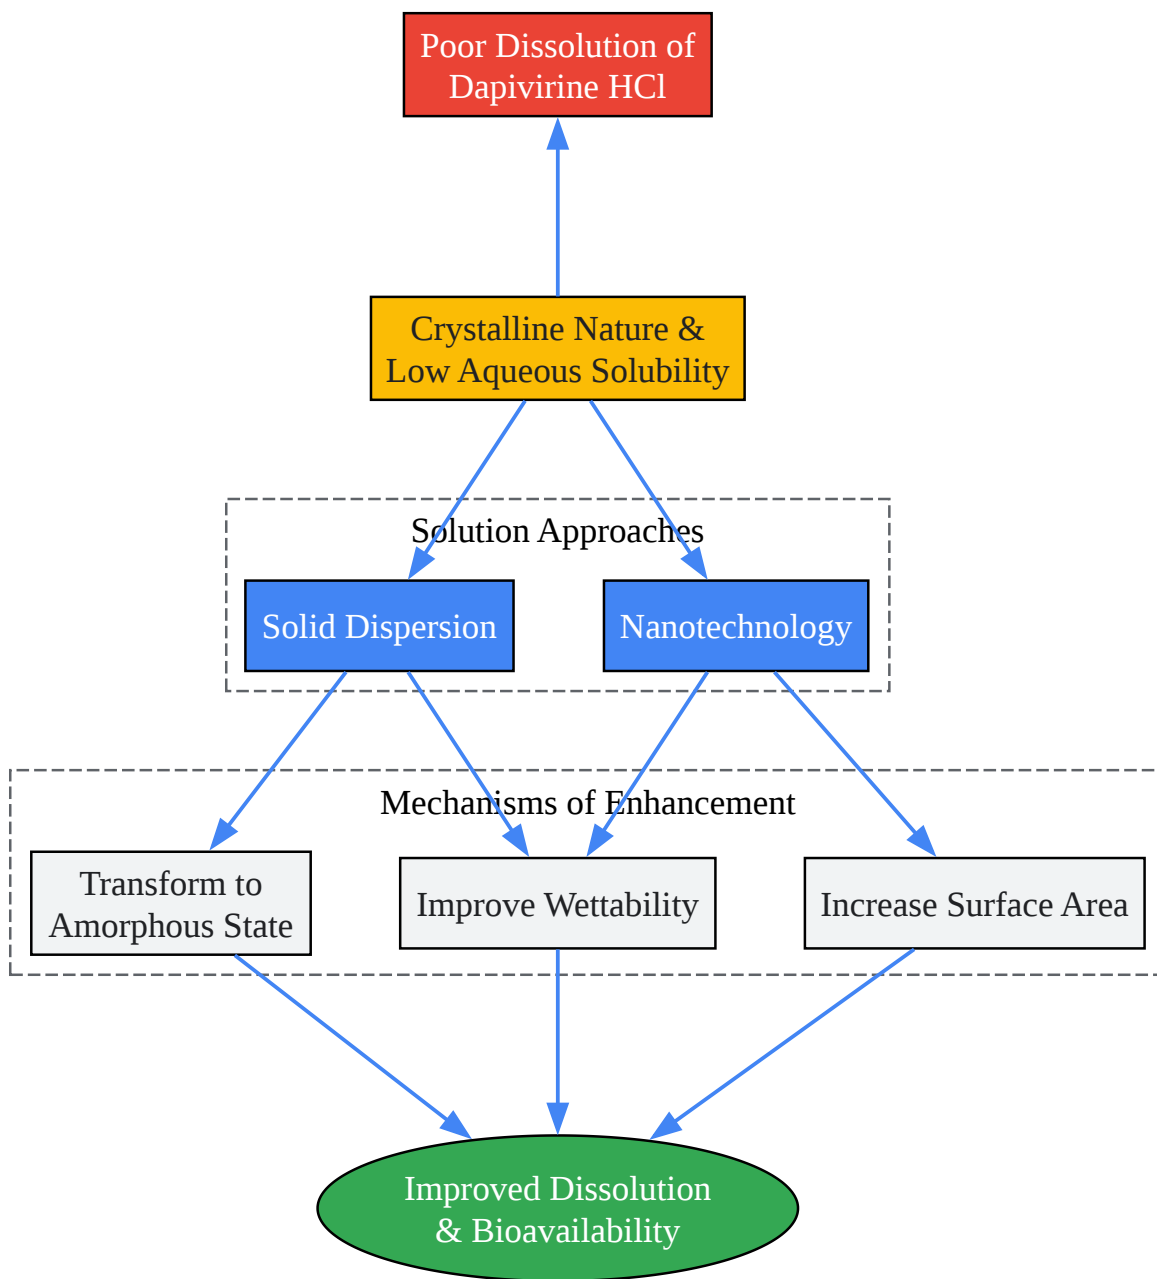 Poor Dissolution of
Dapivirine HCl
Crystalline Nature &
Low Aqueous Solubility
Solution Approaches
Solid Dispersion
Nanotechnology
Mechanisms of Enhancement
Transform to
Amorphous State
Improve Wettability
Increase Surface Area
Improved Dissolution
& Bioavailability